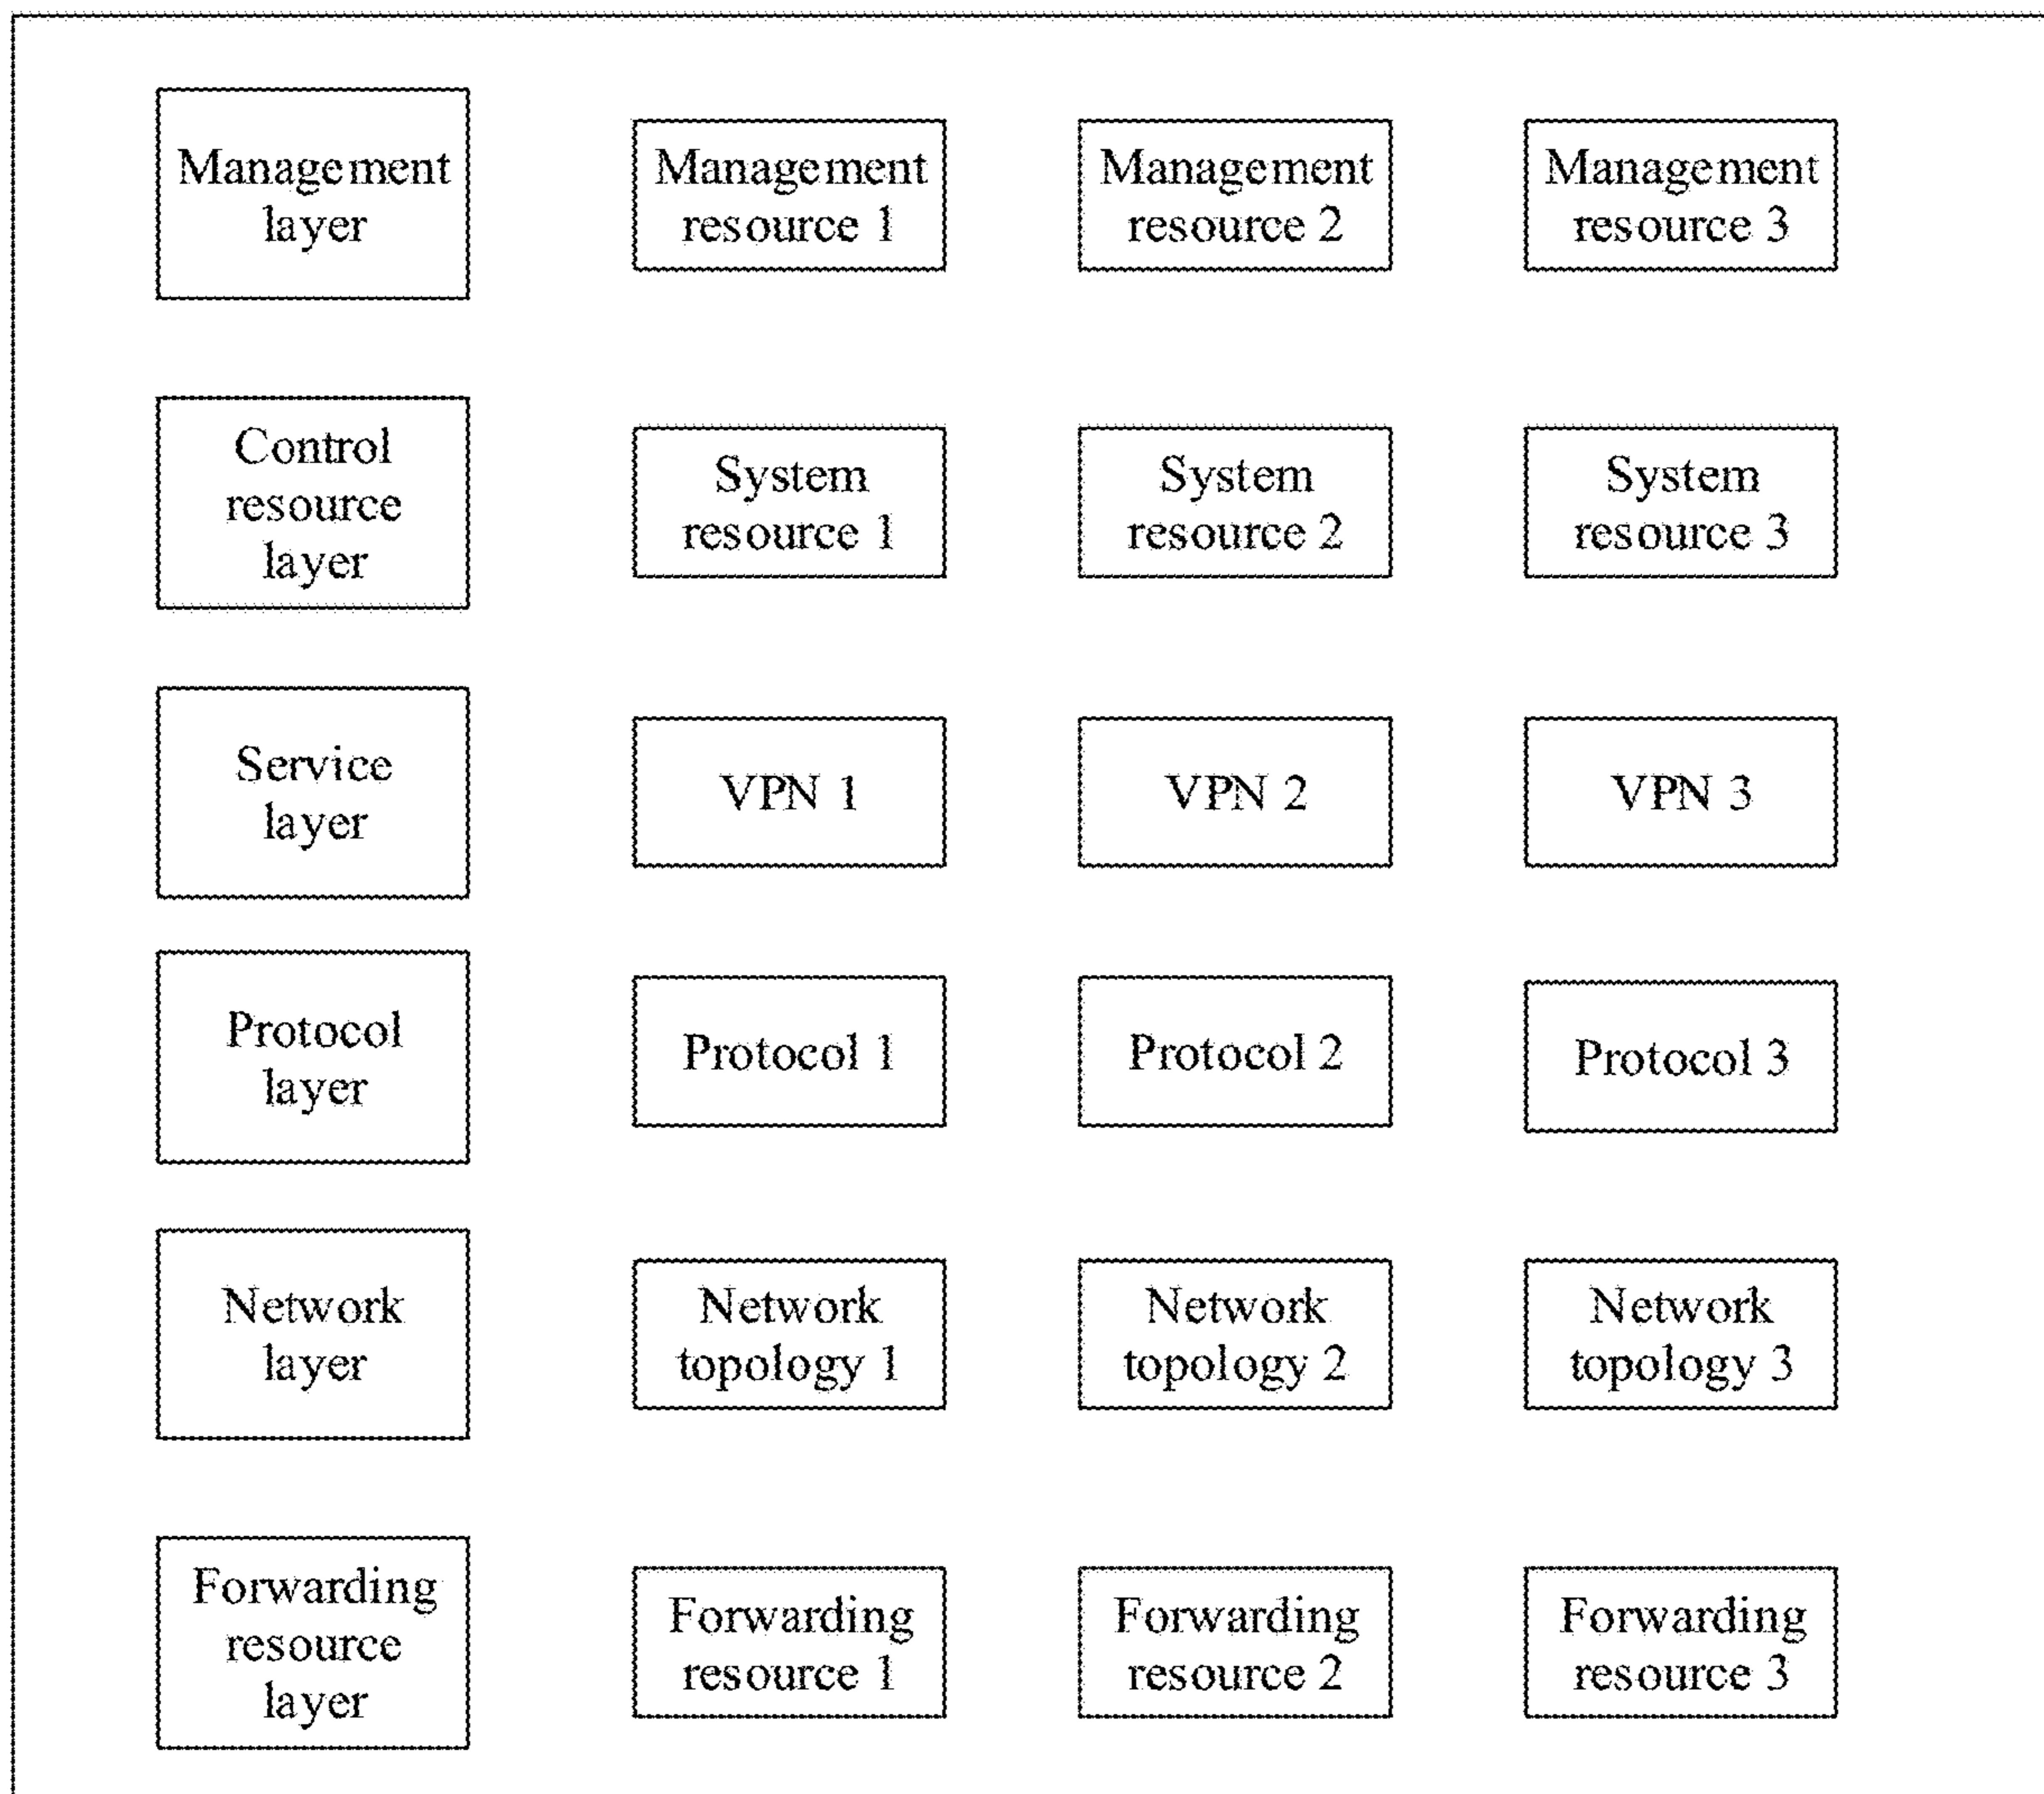 Management
layer
Management
resource 1
Management
resource 2
Management
resource 3
Control
resource
layer
System
resource 1
System
resource 2
System
resource 3
Service
layer
VPN 1
VPN 2
VPN 3
Protocol
layer
Protocol 1
Protocol 2
Protocol 3
Network
layer
Network
topology 1
Network
topology 2
Network
topology 3
Forwarding
resource
layer
Forwarding
resource 1
Forwarding
resource 2
Forwarding
resource 3